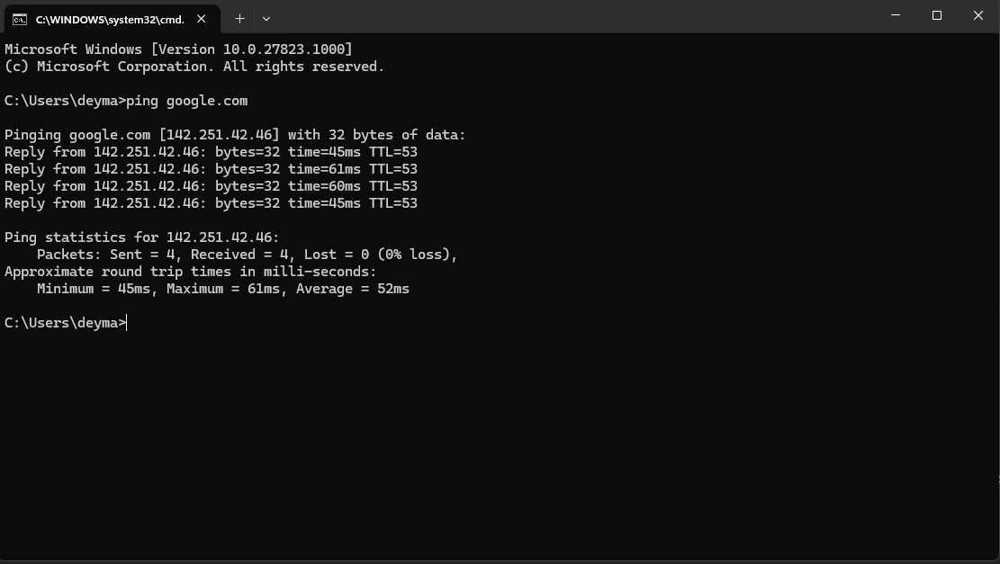 C:\WINDOWS\system32\cmd.
Microsoft Windows [Version 10.0.27823.1000]
(c) Microsoft Corporation. All rights reserved.
C:\Users\deyma>ping google.com
Pinging google.com [142.251.42.46] with 32 bytes of data:
Reply from 142.251.42.46: bytes=32 time=45ms TTL=53
Reply from 142.251.42.46: bytes=32 time=61ms TTL=53
Reply from 142.251.42.46: bytes=32 time=60ms TTL=53
Reply from 142.251.42.46: bytes=32 time=45ms TTL=53
Ping statistics for 142.251.42.46:
    Packets: Sent = 4, Received = 4, Lost = 0 (0% loss),
Approximate round trip times in milli-seconds:
    Minimum = 45ms, Maximum = 61ms, Average = 52ms
C:\Users\deyma>